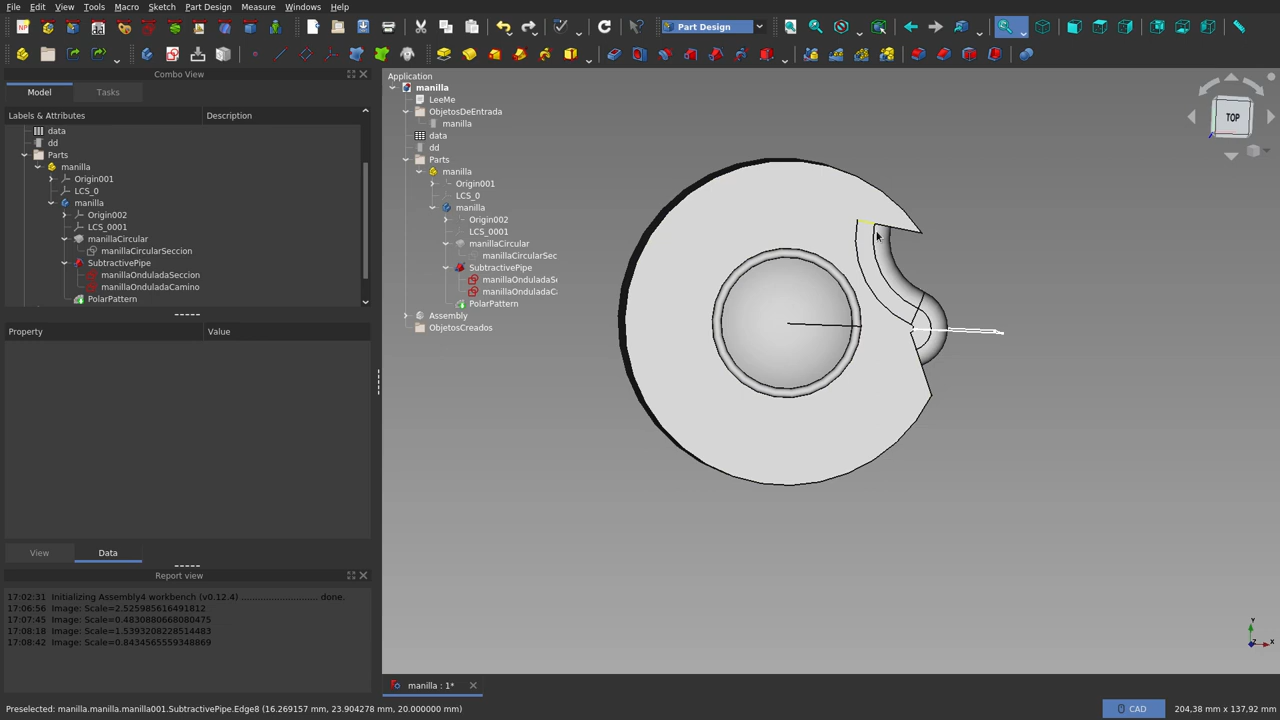 File Edit View Tools Macro Sketch Part Design Measure Windows Help
Part Design
Combo View
Model Tasks
Labels & Attributes Description
data
dd
Parts
manilla
Origin001
LCS_0
manilla
Origin002
LCS_0001
manillaCircular
manillaCircularSeccion
SubtractivePipe
manillaOnduladaSeccion
manillaOnduladaCamino
PolarPattern
Property Value
View Data
Report view
17:02:31 Initializing Assembly4 workbench (v0.12.4) ............................ done.
17:06:56 Image: Scale=2.525985616491812
17:07:45 Image: Scale=0.4830880668080475
17:08:18 Image: Scale=1.5393208228514483
17:08:42 Image: Scale=0.8434565559348869
Application
manilla
LeeMe
ObjetosDeEntrada
manilla
data
dd
Parts
manilla
Origin001
LCS_0
manilla
Origin002
LCS_0001
manillaCircular
manillaCircularSec
SubtractivePipe
manillaOnduladaSe
manillaOnduladaCa
PolarPattern
Assembly
ObjetosCreados
TOP
Y
Z X
manilla : 1*
Preselected: manilla.manilla.manilla001.SubtractivePipe.Edge8 (16.269157 mm, 23.904278 mm, 20.000000 mm)
CAD 204,38 mm x 137,92 mm